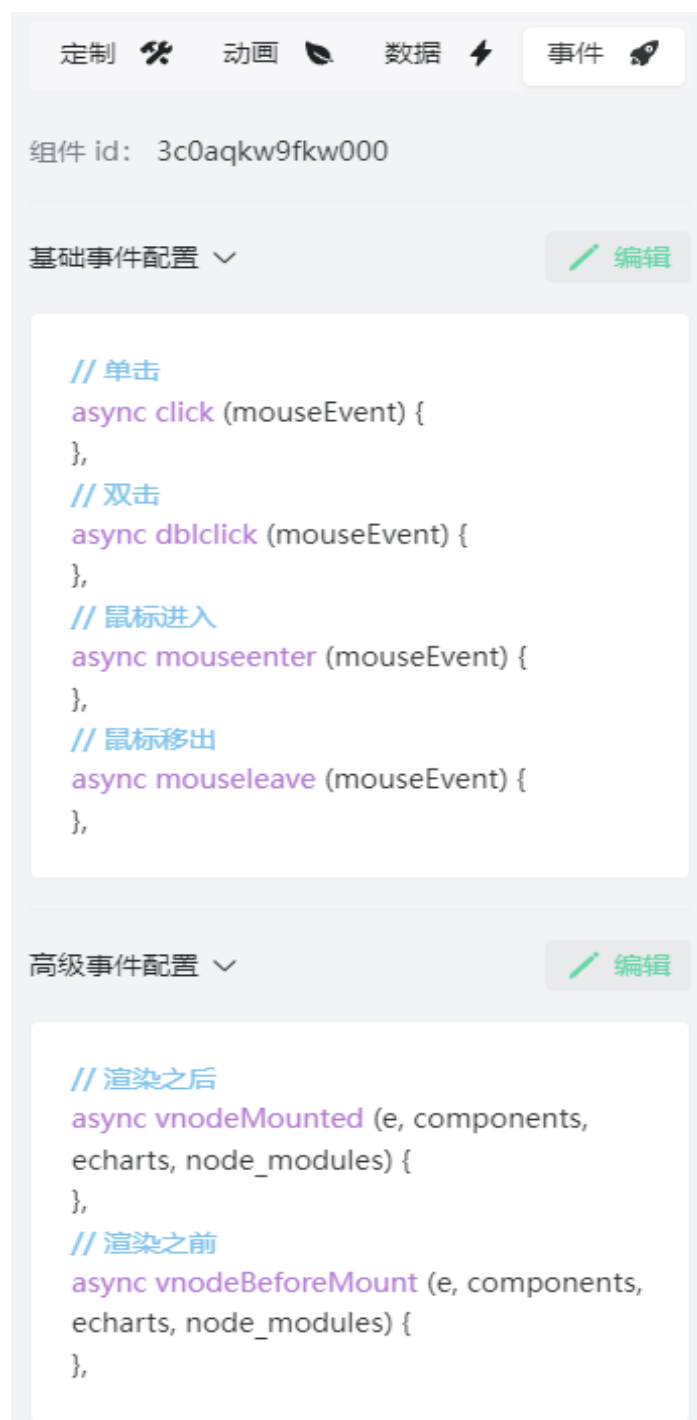 定制 动画 数据 事件
组件 id： 3c0aqkw9fkw000
基础事件配置 编辑
// 单击
async click (mouseEvent) {
},
// 双击
async dblclick (mouseEvent) {
},
// 鼠标进入
async mouseenter (mouseEvent) {
},
// 鼠标移出
async mouseleave (mouseEvent) {
},
高级事件配置 编辑
// 渲染之后
async vnodeMounted (e, components,
echarts, node_modules) {
},
// 渲染之前
async vnodeBeforeMount (e, components,
echarts, node_modules) {
},